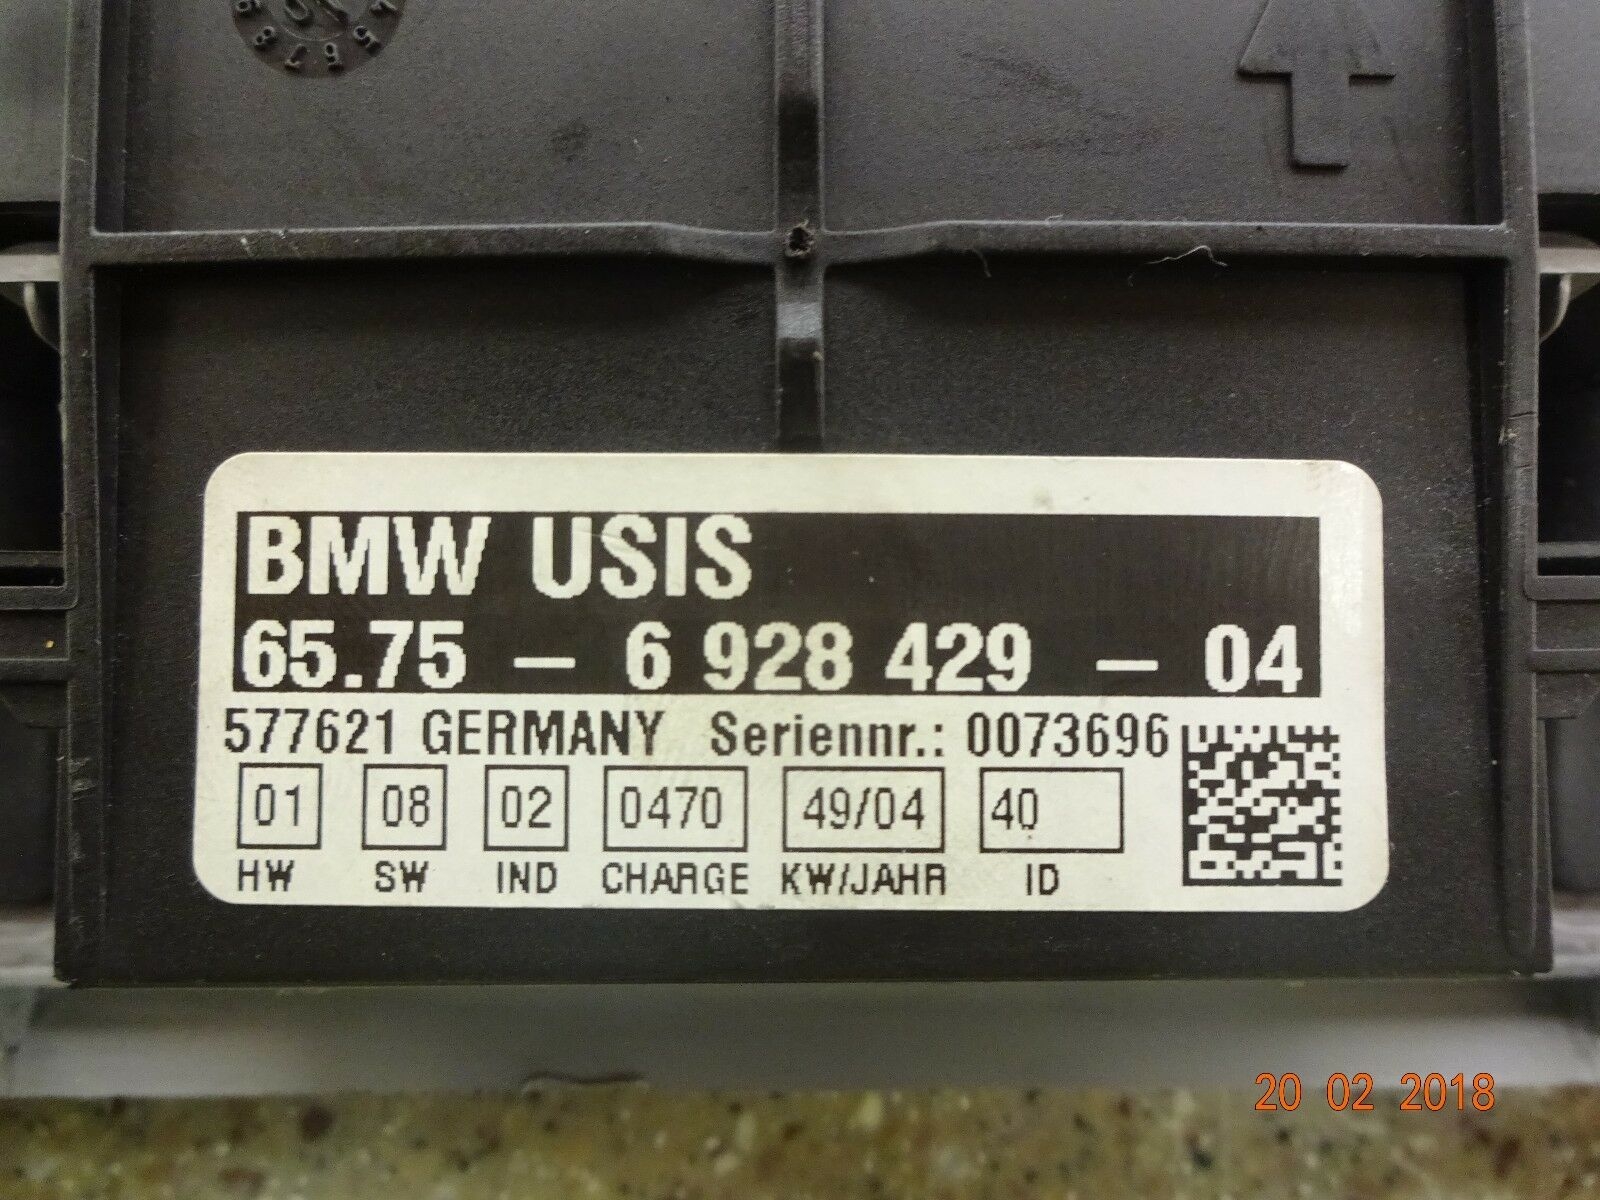 BMW USIS
65.75 – 6 928 429 – 04
577621 GERMANY Seriennr.: 0073696
01 08 02 0470 49/04 40
HW SW IND CHARGE KW/JAHR ID
20 02 2018